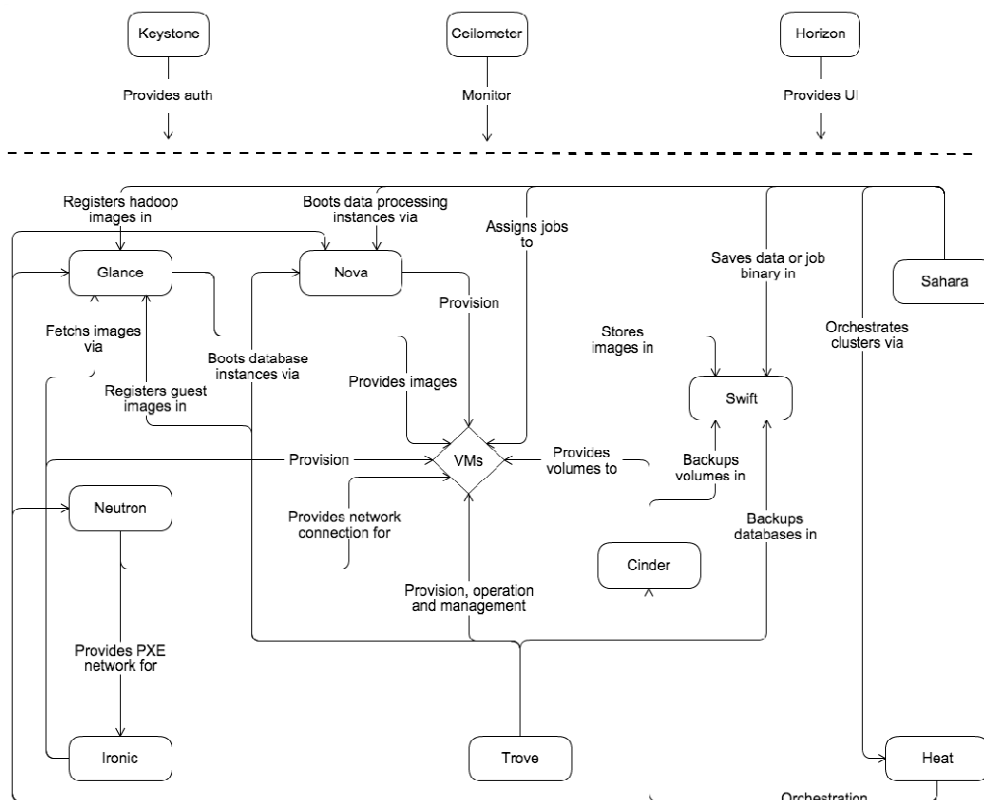 Keystone
Ceilometer
Horizon
Provides auth
Monitor
Provides UI
Registers hadoop
images in
Boots data processing
instances via
Assigns jobs
to
Saves data or job
binary in
Glance
Nova
Sahara
Provision
Fetchs images
via
Stores
images in
Orchestrates
clusters via
Boots database
instances via
Provides images
Registers guest
images in
Swift
Provision
VMs
Provides
volumes to
Backups
volumes in
Neutron
Provides network
connection for
Backups
databases in
Cinder
Provision, operation
and management
Provides PXE
network for
Ironic
Trove
Heat
Orchestration